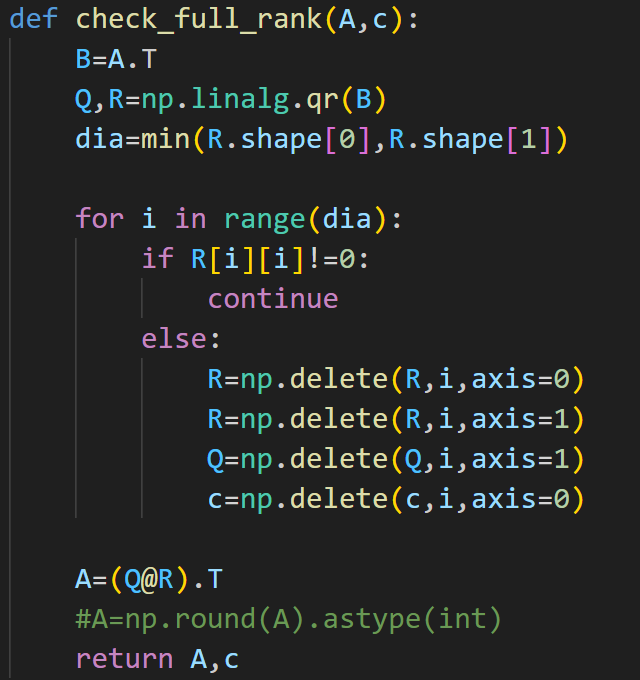 def check_full_rank(A,c):
    B=A.T
    Q,R=np.linalg.qr(B)
    dia=min(R.shape[0],R.shape[1])

    for i in range(dia):
        if R[i][i]!=0:
            continue
        else:
            R=np.delete(R,i,axis=0)
            R=np.delete(R,i,axis=1)
            Q=np.delete(Q,i,axis=1)
            c=np.delete(c,i,axis=0)

    A=(Q@R).T
    #A=np.round(A).astype(int)
    return A,c